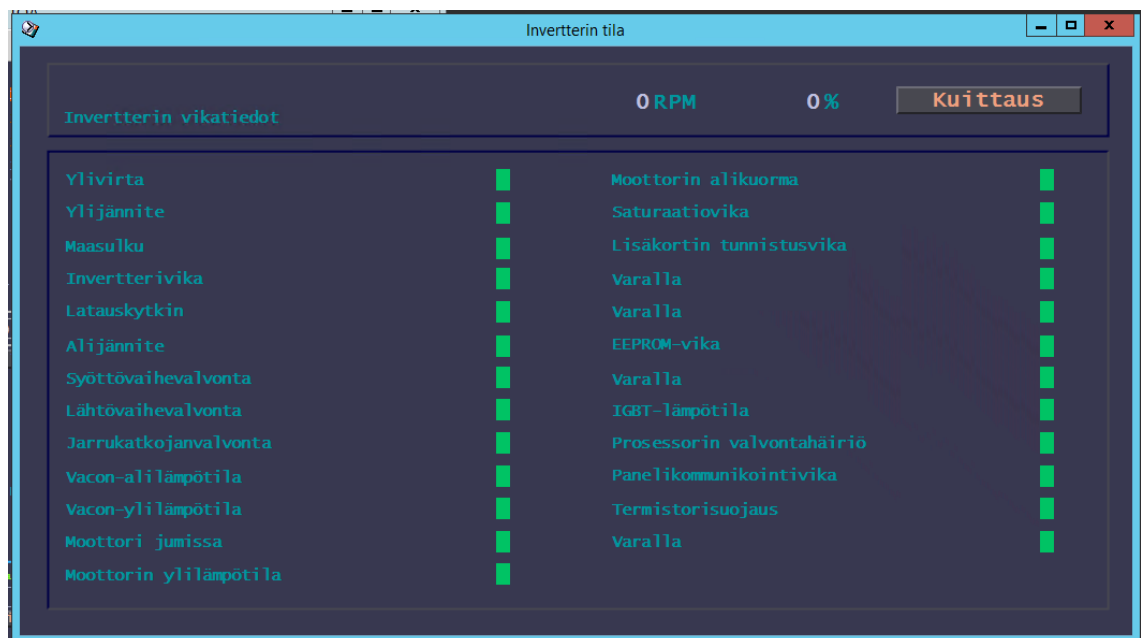 Invertterin tila
Invertterin vikatiedot
0 RPM
0 %
Kuittaus
Ylivirta
Ylijännite
Maasulku
Invertterivika
Latauskytkin
Alijännite
Syöttövaihevalvonta
Lähtövaihevalvonta
Jarrukatkojanvalvonta
Vacon-alilämpötila
Vacon-ylilämpötila
Moottori jumissa
Moottorin ylilämpötila
Moottorin alikuorma
Saturaatiovika
Lisäkortin tunnistusvika
Varalla
Varalla
EEPROM-vika
Varalla
IGBT-lämpötila
Prosessorin valvontahäiriö
Panelikommunikointivika
Termistorisuojaus
Varalla